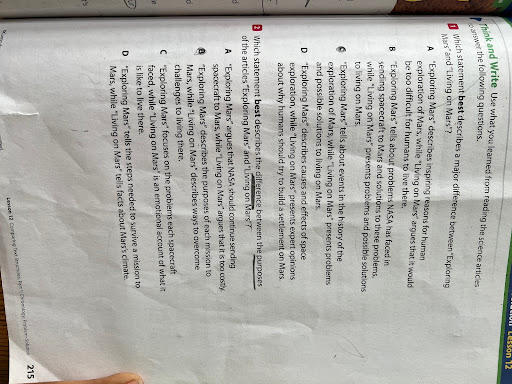 Lesson 12
Think and Write Use what you learned from reading the science articles
to answer the following questions.
1 Which statement best describes a major difference between "Exploring
Mars" and "Living on Mars"?
A "Exploring Mars" describes inspiring reasons for human
exploration of Mars, while "Living on Mars" argues that it would
be too difficult for humans to live there.
B "Exploring Mars" tells about problems NASA has faced in
sending spacecraft to Mars and solutions to these problems,
while "Living on Mars" presents problems and possible solutions
to living on Mars.
C "Exploring Mars" tells about events in the history of the
exploration of Mars, while "Living on Mars" presents problems
and possible solutions to living on Mars.
D "Exploring Mars" describes causes and effects of space
exploration, while "Living on Mars" presents expert opinions
about why humans should try to build a settlement on Mars.
2 Which statement best describes the difference between the purposes
of the articles "Exploring Mars" and "Living on Mars"?
A "Exploring Mars" argues that NASA should continue sending
spacecraft to Mars, while "Living on Mars" argues that it is too costly.
B "Exploring Mars" describes the purposes of each mission to
Mars, while "Living on Mars" describes ways to overcome
challenges to living there.
C "Exploring Mars" focuses on the problems each spacecraft
faced, while "Living on Mars" is an emotional account of what it
is like to live there.
D "Exploring Mars" tells the steps needed to survive a mission to
Mars, while "Living on Mars" tells facts about Mars's climate.
Lesson 12 Comparing Text Structures, Part 1: Chronology, Problem-Solution 215